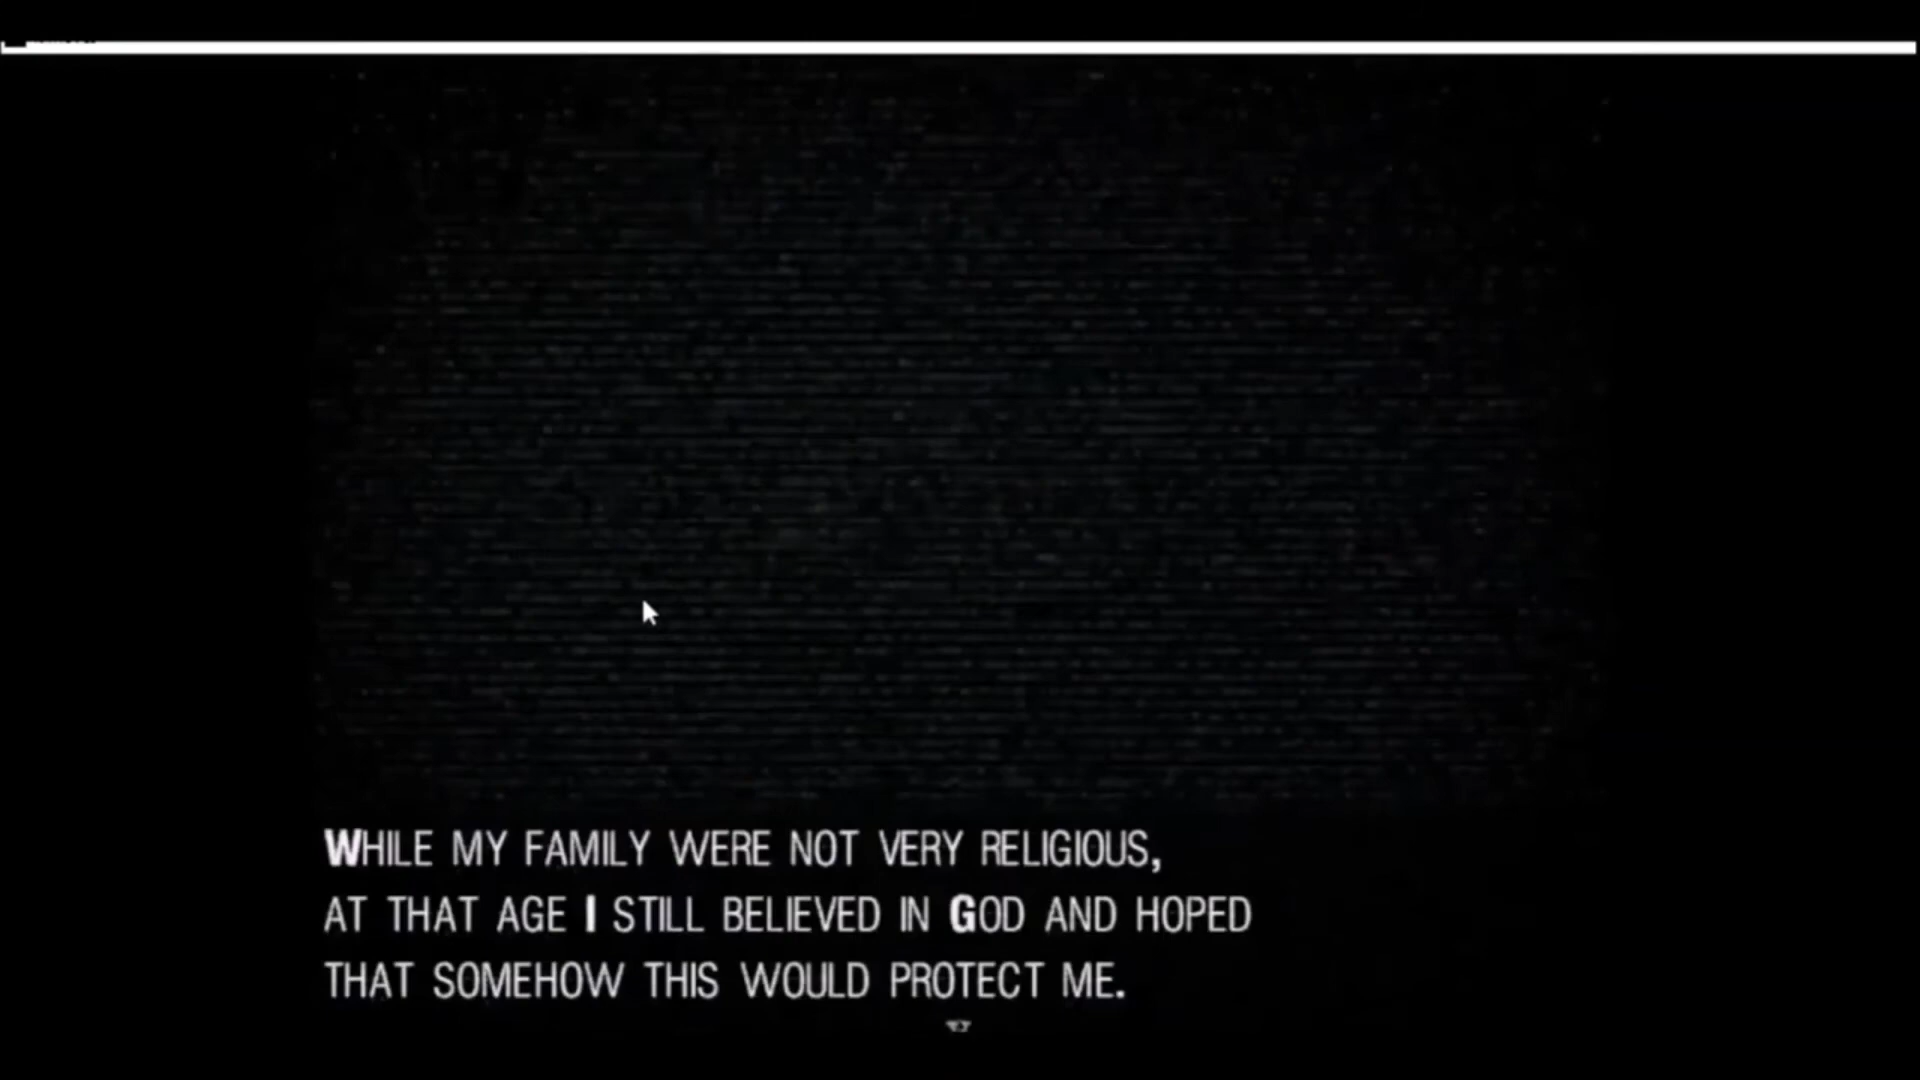 WHILE MY FAMILY WERE NOT VERY RELIGIOUS,
AT THAT AGE I STILL BELIEVED IN GOD AND HOPED
THAT SOMEHOW THIS WOULD PROTECT ME.